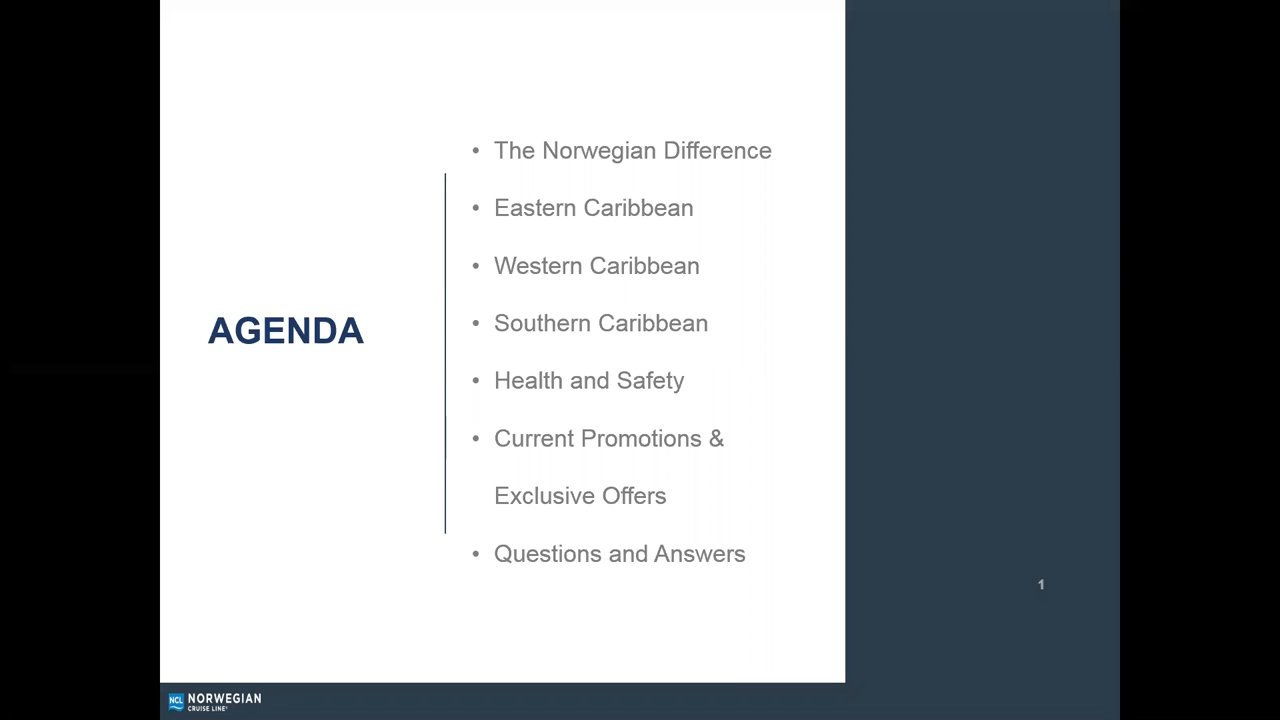 AGENDA
• The Norwegian Difference
• Eastern Caribbean
• Western Caribbean
• Southern Caribbean
• Health and Safety
• Current Promotions &
Exclusive Offers
• Questions and Answers
1
NCL NORWEGIAN
CRUISE LINE®